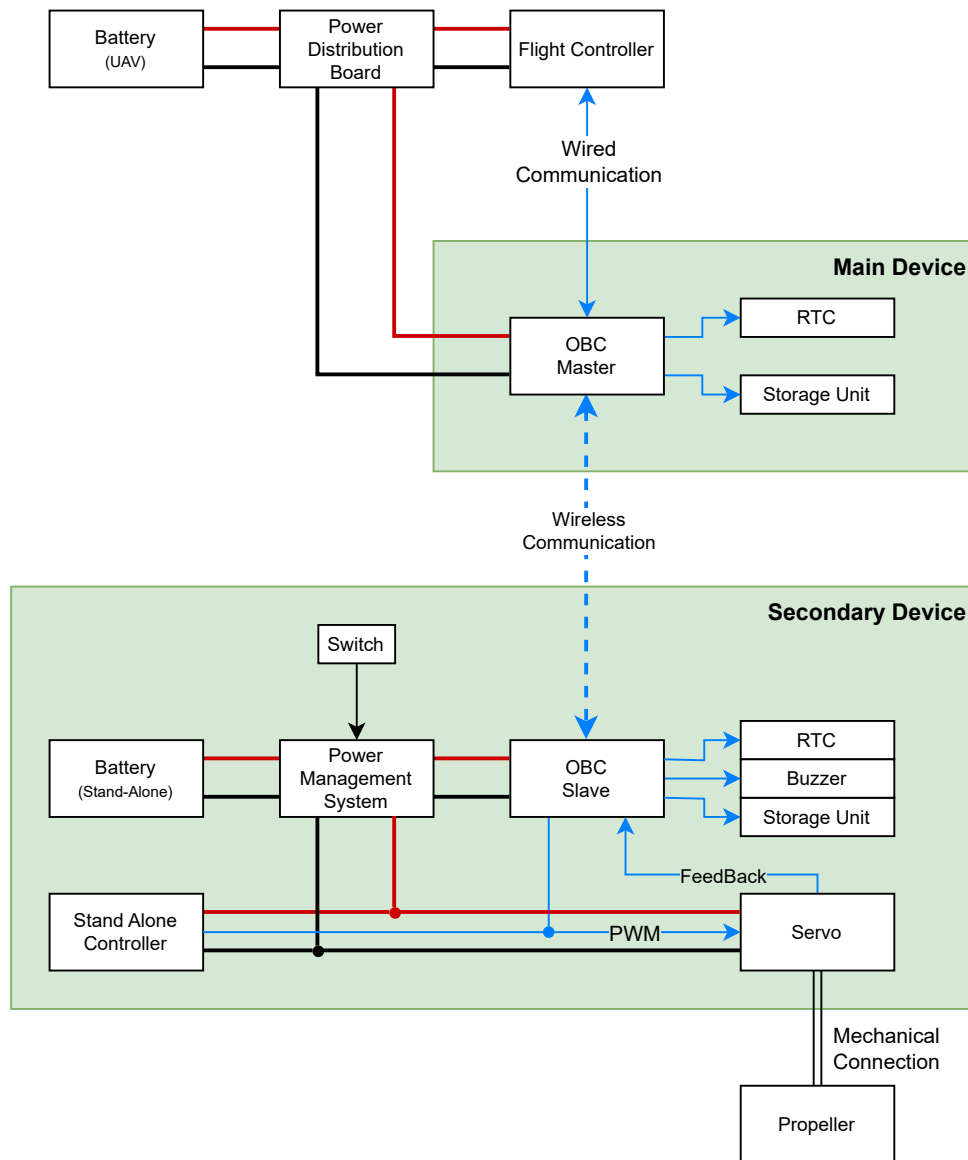 Battery
(UAV)
Power
Distribution
Board
Flight Controller
Wired
Communication
Main Device
OBC
Master
RTC
Storage Unit
Wireless
Communication
Secondary Device
Switch
Battery
(Stand-Alone)
Power
Management
System
OBC
Slave
RTC
Buzzer
Storage Unit
FeedBack
Stand Alone
Controller
PWM
Servo
Mechanical
Connection
Propeller